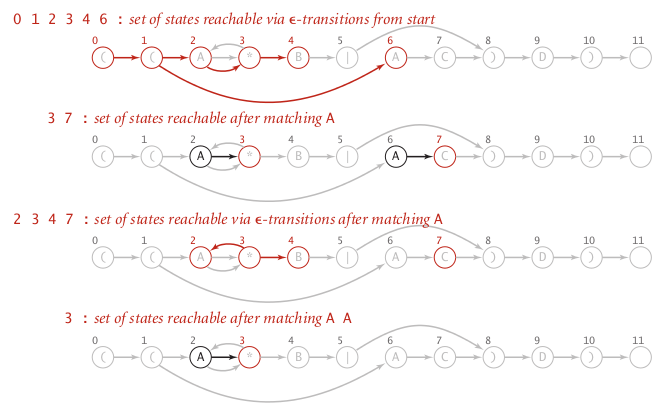 0 1 2 3 4 6 : set of states reachable via ϵ-transitions from start
0 1 2 3 4 5 6 7 8 9 10 11
( ( A * B | A C ) D )
3 7 : set of states reachable after matching A
0 1 2 3 4 5 6 7 8 9 10 11
( ( A * B | A C ) D )
2 3 4 7 : set of states reachable via ϵ-transitions after matching A
0 1 2 3 4 5 6 7 8 9 10 11
( ( A * B | A C ) D )
3 : set of states reachable after matching A A
0 1 2 3 4 5 6 7 8 9 10 11
( ( A * B | A C ) D )